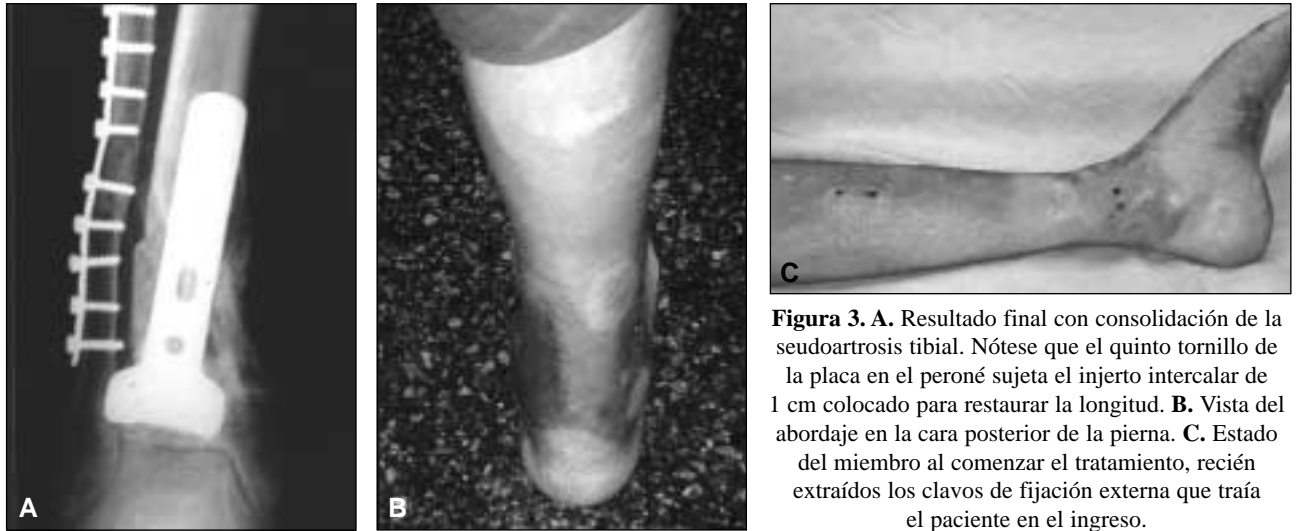 A
B
C
Figura 3. A. Resultado final con consolidación de la
seudoartrosis tibial. Nótese que el quinto tornillo de
la placa en el peroné sujeta el injerto intercalar de
1 cm colocado para restaurar la longitud. B. Vista del
abordaje en la cara posterior de la pierna. C. Estado
del miembro al comenzar el tratamiento, recién
extraídos los clavos de fijación externa que traía
el paciente en el ingreso.